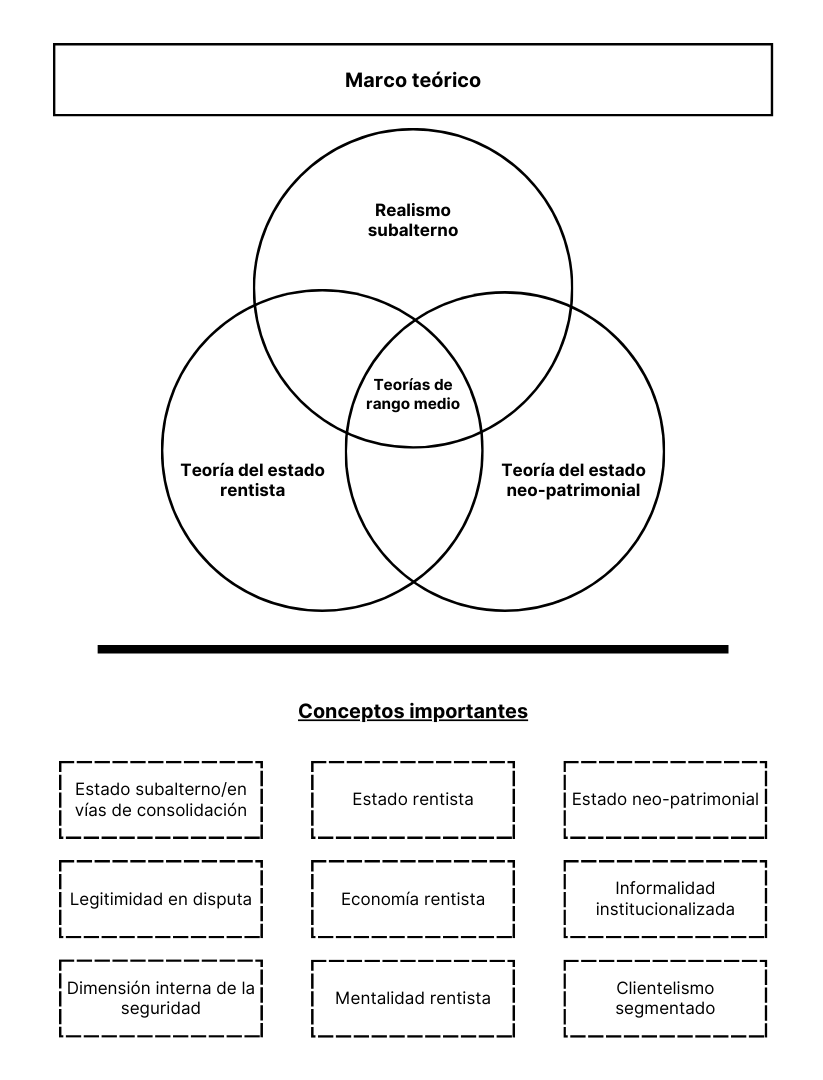 Marco teórico
Realismo
subalterno
Teorías de
rango medio
Teoría del estado
rentista
Teoría del estado
neo-patrimonial
Conceptos importantes
Estado subalterno/en
vías de consolidación
Estado rentista
Estado neo-patrimonial
Legitimidad en disputa
Economía rentista
Informalidad
institucionalizada
Dimensión interna de la
seguridad
Mentalidad rentista
Clientelismo
segmentado